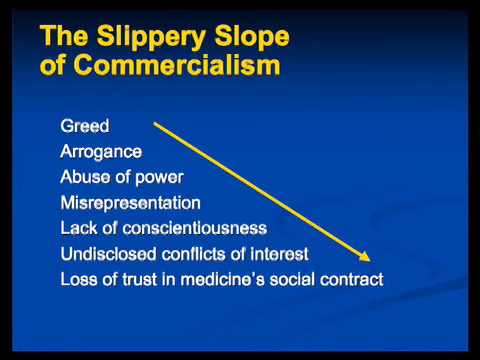 The Slippery Slope
of Commercialism
Greed
Arrogance
Abuse of power
Misrepresentation
Lack of conscientiousness
Undisclosed conflicts of interest
Loss of trust in medicine's social contract